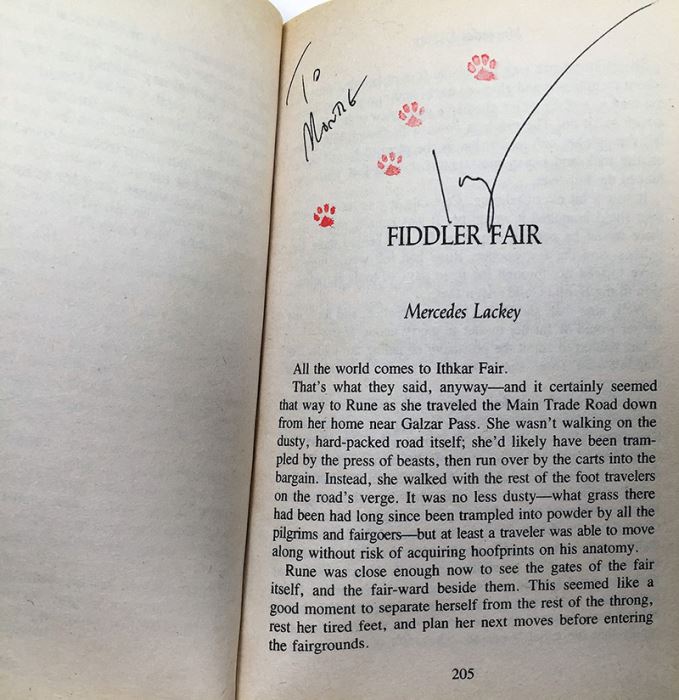 To
FIDDLER FAIR
Mercedes Lackey
All the world comes to Ithkar Fair.
That's what they said, anyway—and it certainly seemed
that way to Rune as she traveled the Main Trade Road down
from her home near Galzar Pass. She wasn't walking on the
dusty, hard-packed road itself; she'd likely have been tram-
pled by the press of beasts, then run over by the carts into the
bargain. Instead, she walked with the rest of the foot travelers
on the road's verge. It was no less dusty—what grass there
had been had long since been trampled into powder by all the
pilgrims and fairgoers—but at least a traveler was able to move
along without risk of acquiring hoofprints on his anatomy.
Rune was close enough now to see the gates of the fair
itself, and the fair-ward beside them. This seemed like a
good moment to separate herself from the rest of the throng,
rest her tired feet, and plan her next moves before entering
the fairgrounds.
205